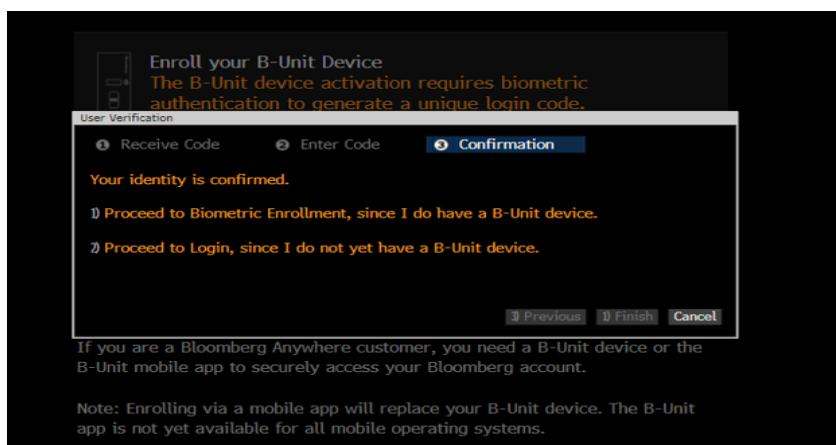 Enroll your B-Unit Device
The B-Unit device activation requires biometric
authentication to generate a unique login code.
User Verification
1 Receive Code 2 Enter Code 3 Confirmation
Your identity is confirmed.
1) Proceed to Biometric Enrollment, since I do have a B-Unit device.
2) Proceed to Login, since I do not yet have a B-Unit device.
3) Previous 1) Finish Cancel
If you are a Bloomberg Anywhere customer, you need a B-Unit device or the
B-Unit mobile app to securely access your Bloomberg account.
Note: Enrolling via a mobile app will replace your B-Unit device. The B-Unit
app is not yet available for all mobile operating systems.